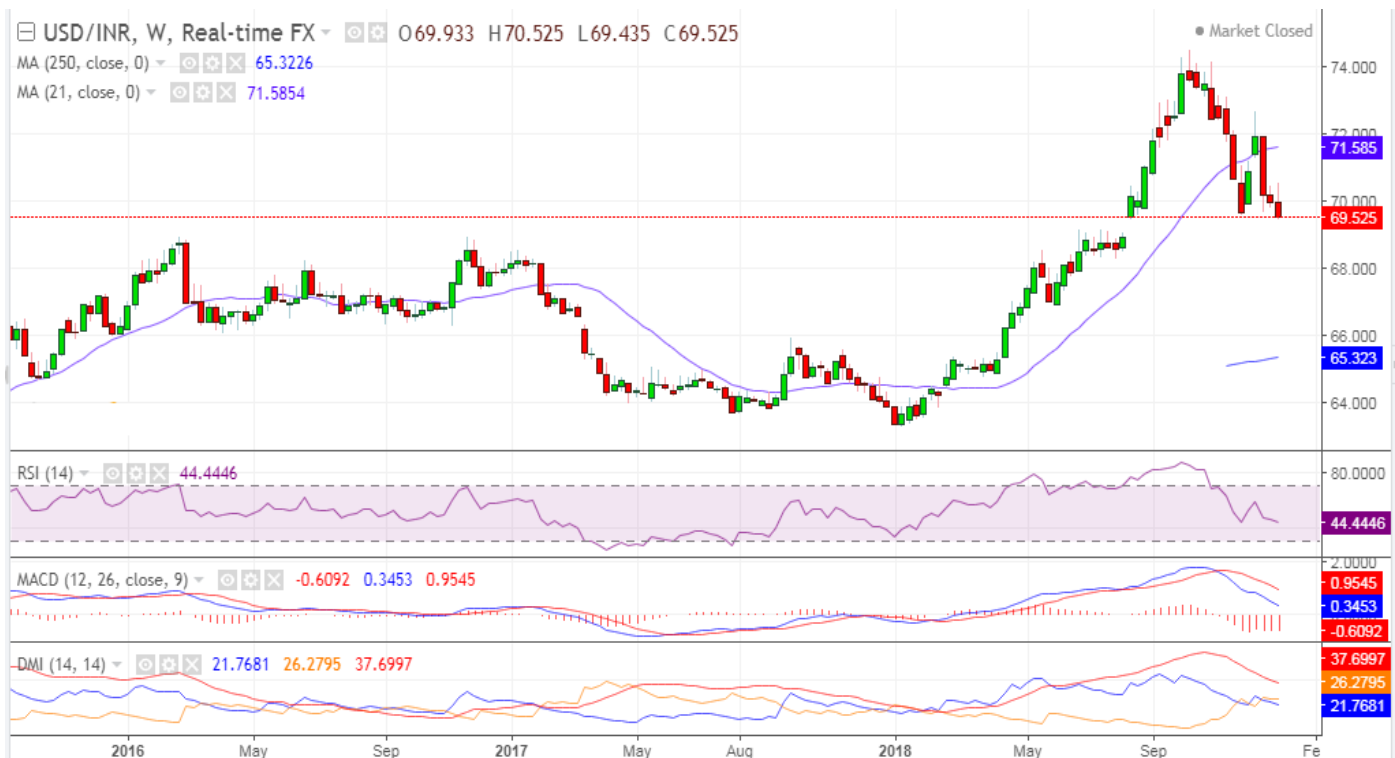 USD/INR, W, Real-time FX O69.933 H70.525 L69.435 C69.525
Market Closed
MA (250, close, 0) 65.3226
MA (21, close, 0) 71.5854
74.000
72.000
71.585
70.000
69.525
68.000
66.000
65.323
64.000
RSI (14) 44.4446
80.0000
44.4446
MACD (12, 26, close, 9) -0.6092 0.3453 0.9545
2.0000
0.9545
0.3453
-0.6092
DMI (14, 14) 21.7681 26.2795 37.6997
37.6997
26.2795
21.7681
2016 May Sep 2017 May Aug 2018 May Sep Fe